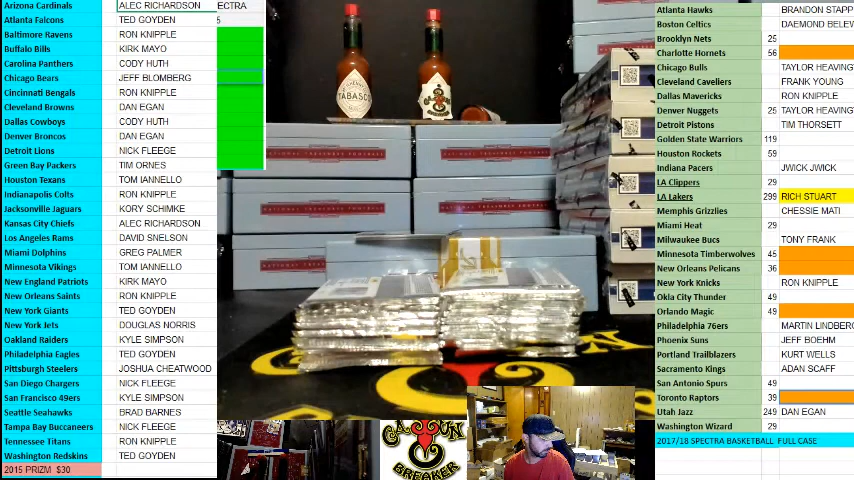 Arizona Cardinals ALEC RICHARDSON ECTRA
Atlanta Falcons TED GOYDEN
Baltimore Ravens RON KNIPPLE
Buffalo Bills KIRK MAYO
Carolina Panthers CODY HUTH
Chicago Bears JEFF BLOMBERG
Cincinnati Bengals RON KNIPPLE
Cleveland Browns DAN EGAN
Dallas Cowboys CODY HUTH
Denver Broncos DAN EGAN
Detroit Lions NICK FLEEGE
Green Bay Packers TIM ORNES
Houston Texans TOM IANNELLO
Indianapolis Colts RON KNIPPLE
Jacksonville Jaguars KORY SCHIMKE
Kansas City Chiefs ALEC RICHARDSON
Los Angeles Rams DAVID SNELSON
Miami Dolphins GREG PALMER
Minnesota Vikings TOM IANNELLO
New England Patriots KIRK MAYO
New Orleans Saints RON KNIPPLE
New York Giants TED GOYDEN
New York Jets DOUGLAS NORRIS
Oakland Raiders KYLE SIMPSON
Philadelphia Eagles TED GOYDEN
Pittsburgh Steelers JOSHUA CHEATWOOD
San Diego Chargers NICK FLEEGE
San Francisco 49ers KYLE SIMPSON
Seattle Seahawks BRAD BARNES
Tampa Bay Buccaneers NICK FLEEGE
Tennessee Titans RON KNIPPLE
Washington Redskins TED GOYDEN
2015 PRIZM $30
TABASCO
NATIONAL TREASURES FOOTBALL
NATIONAL TREASURES FOOTBALL
CAJUN
BREAKER
Atlanta Hawks BRANDON STAPP
Boston Celtics DAEMOND BELEW
Brooklyn Nets 25
Charlotte Hornets 56
Chicago Bulls TAYLOR HEAVING
Cleveland Caveliers FRANK YOUNG
Dallas Mavericks RON KNIPPLE
Denver Nuggets 25 TAYLOR HEAVING
Detroit Pistons TIM THORSETT
Golden State Warriors 119
Houston Rockets 59
Indiana Pacers JWICK JWICK
LA Clippers 29
LA Lakers 299 RICH STUART
Memphis Grizzlies CHESSIE MATI
Miami Heat 29
Milwaukee Bucs TONY FRANK
Minnesota Timberwolves 45
New Orleans Pelicans 36
New York Knicks RON KNIPPLE
Okla City Thunder 49
Orlando Magic 49
Philadelphia 76ers MARTIN LINDBERG
Phoenix Suns JEFF BOEHM
Portland Trailblazers KURT WELLS
Sacramento Kings ADAN SCAFF
San Antonio Spurs 49
Toronto Raptors 39
Utah Jazz 249 DAN EGAN
Washington Wizard 29
2017/18 SPECTRA BASKETBALL FULL CASE